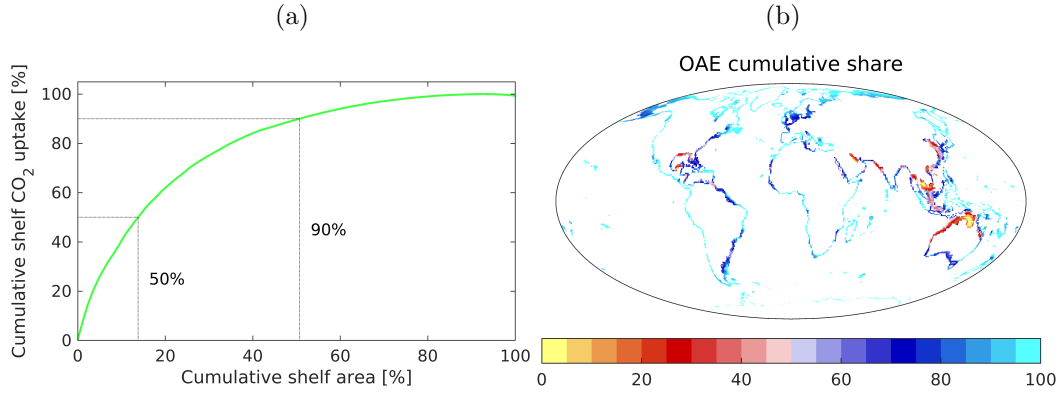 (a)
(b)
Cumulative shelf CO2 uptake [%]
100
80
60
40
20
0
50%
90%
0 20 40 60 80 100
Cumulative shelf area [%]
OAE cumulative share
0 20 40 60 80 100